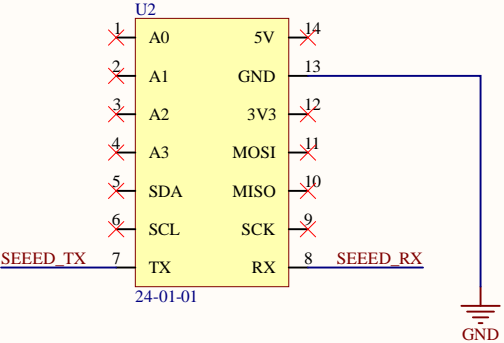 U2
1 A0 5V 14
2 A1 GND 13
3 A2 3V3 12
4 A3 MOSI 11
5 SDA MISO 10
6 SCL SCK 9
SEEED_TX 7 TX RX 8 SEEED_RX
24-01-01
GND